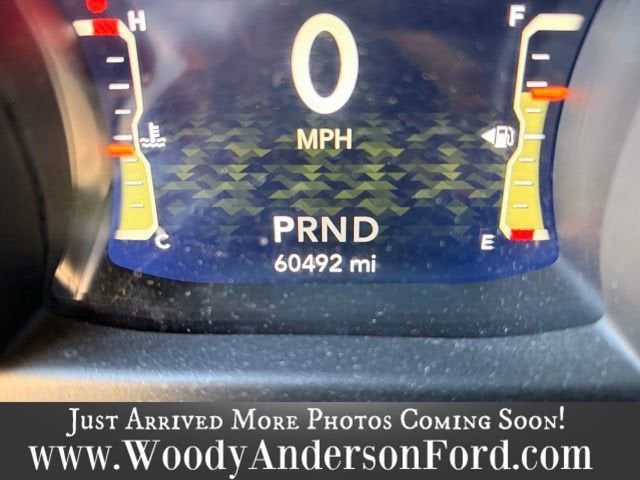 H F
0
MPH
PRND
C E
60492 mi
Just Arrived More Photos Coming Soon!
www.WoodyAndersonFord.com